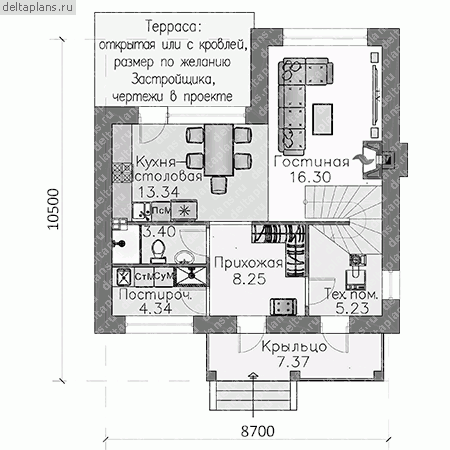 deltaplans.ru
Терраса:
открытая или с кровлей,
размер по желанию
Застройщика,
чертежи в проекте
Кухня
столовая
13.34
Гостиная
16.30
ПсМ
3.40
Прихожая
8.25
СтМ СуМ
Постироч.
4.34
Тех.пом.
5.23
Крыльцо
7.37
10500
8700